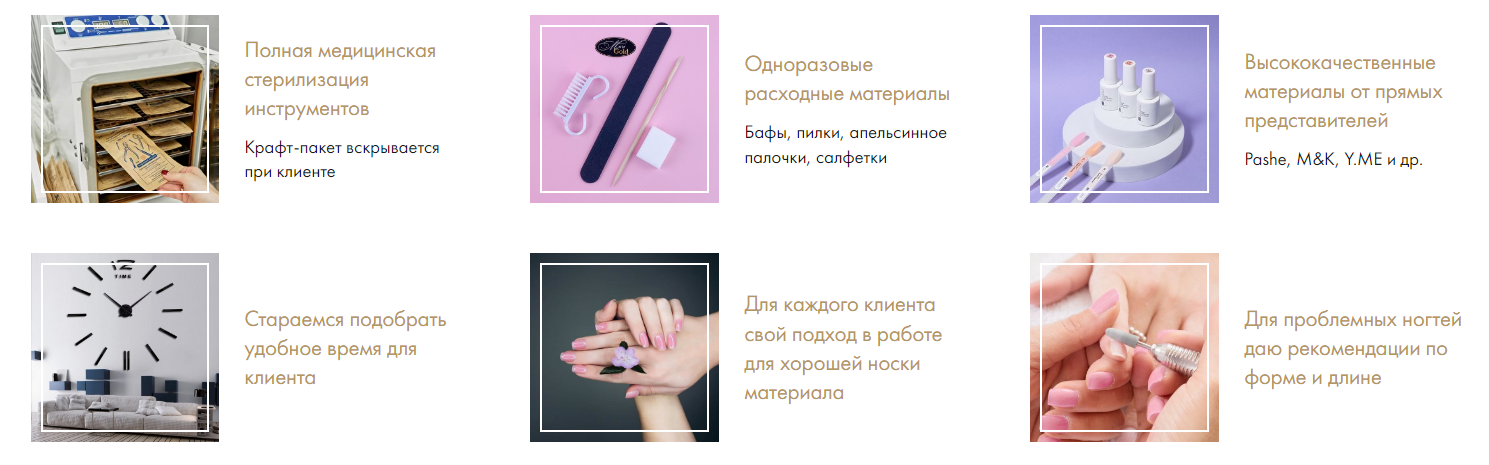 Полная медицинская
стерилизация
инструментов
Крафт-пакет вскрывается
при клиенте
Одноразовые
расходные материалы
Бафы, пилки, апельсинное
палочки, салфетки
Высококачественные
материалы от прямых
представителей
Pashe, M&K, Y.ME и др.
12
TIME
Стараемся подобрать
удобное время для
клиента
Для каждого клиента
свой подход в работе
для хорошей носки
материала
Для проблемных ногтей
даю рекомендации по
форме и длине